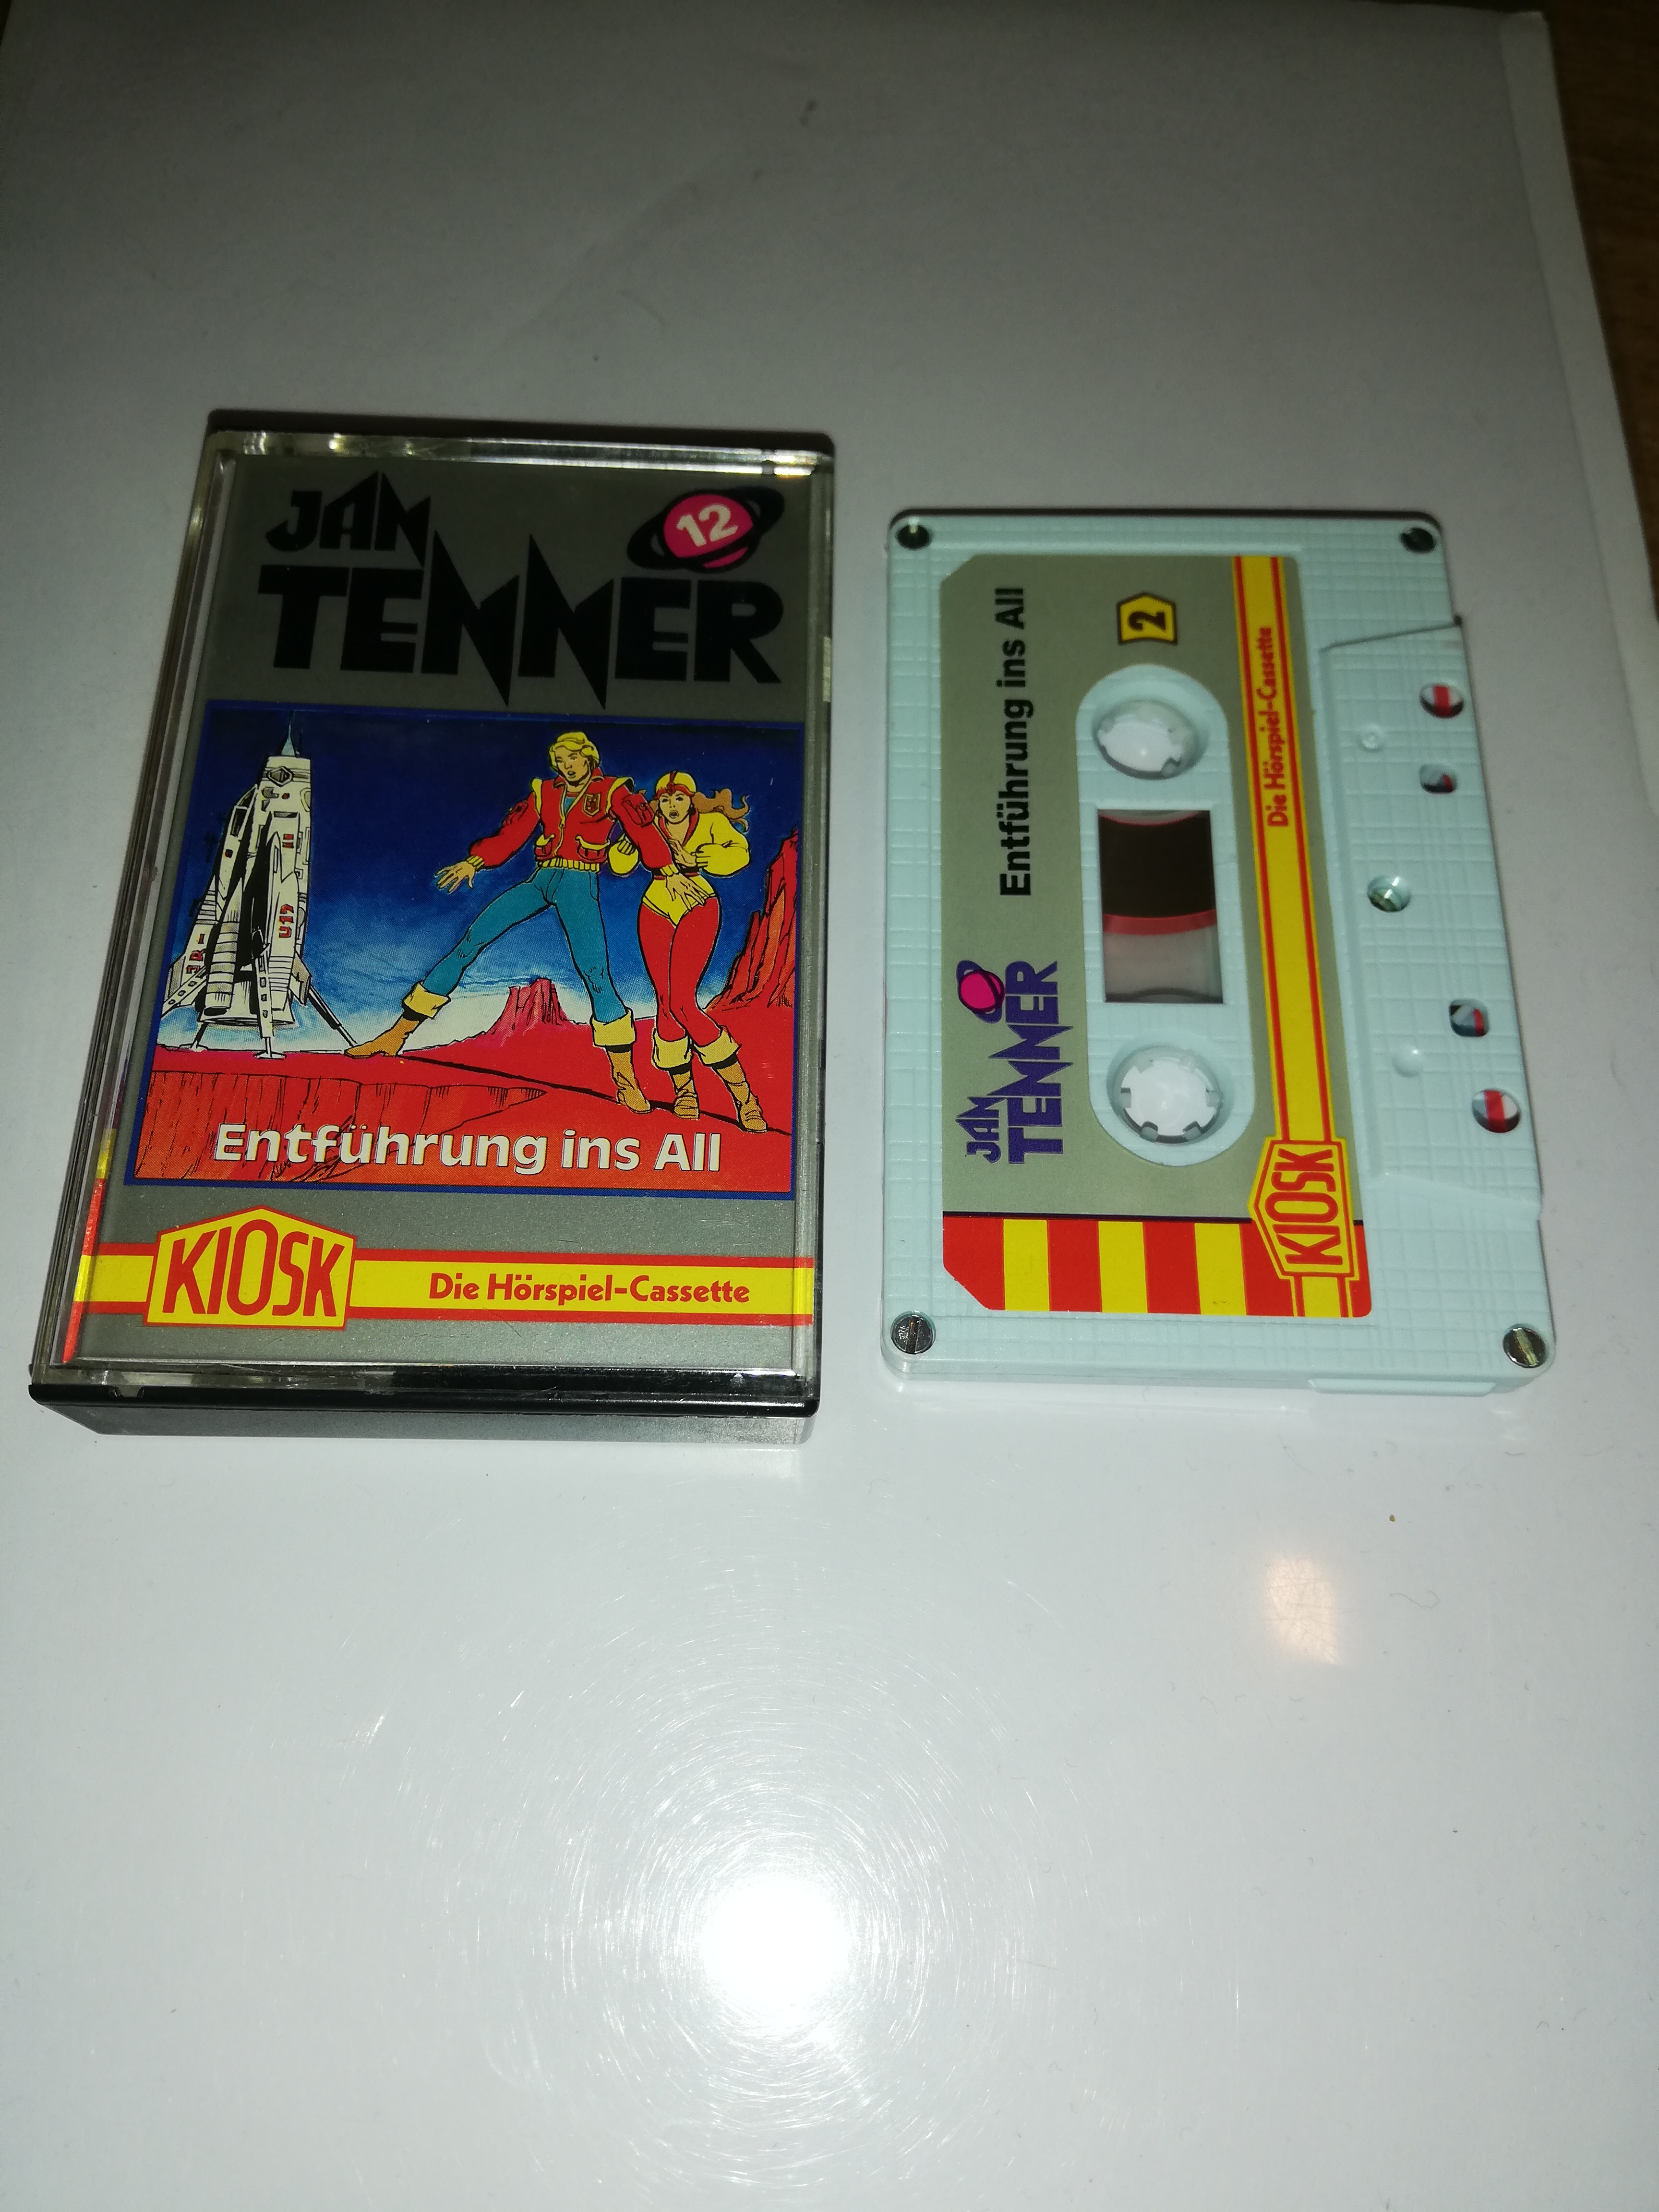 JAN
TENNER
12
U12
Entführung ins All
KIOSK
Die Hörspiel-Cassette
JAN
TENNER
Entführung ins All
2
KIOSK
Die Hörspiel-Cassette